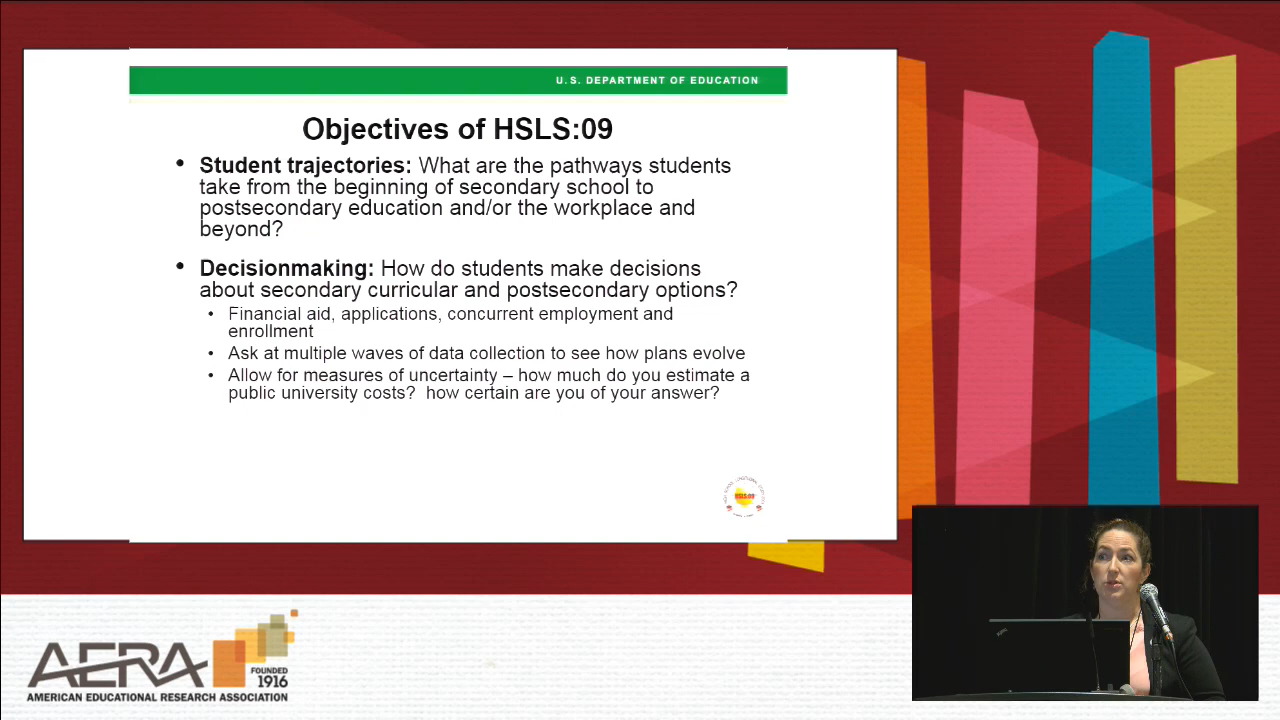 U.S. DEPARTMENT OF EDUCATION
Objectives of HSLS:09
• Student trajectories: What are the pathways students
take from the beginning of secondary school to
postsecondary education and/or the workplace and
beyond?
• Decisionmaking: How do students make decisions
about secondary curricular and postsecondary options?
• Financial aid, applications, concurrent employment and
enrollment
• Ask at multiple waves of data collection to see how plans evolve
• Allow for measures of uncertainty – how much do you estimate a
public university costs?  how certain are you of your answer?
HSLS:09
AERA
FOUNDED
1916
AMERICAN EDUCATIONAL RESEARCH ASSOCIATION